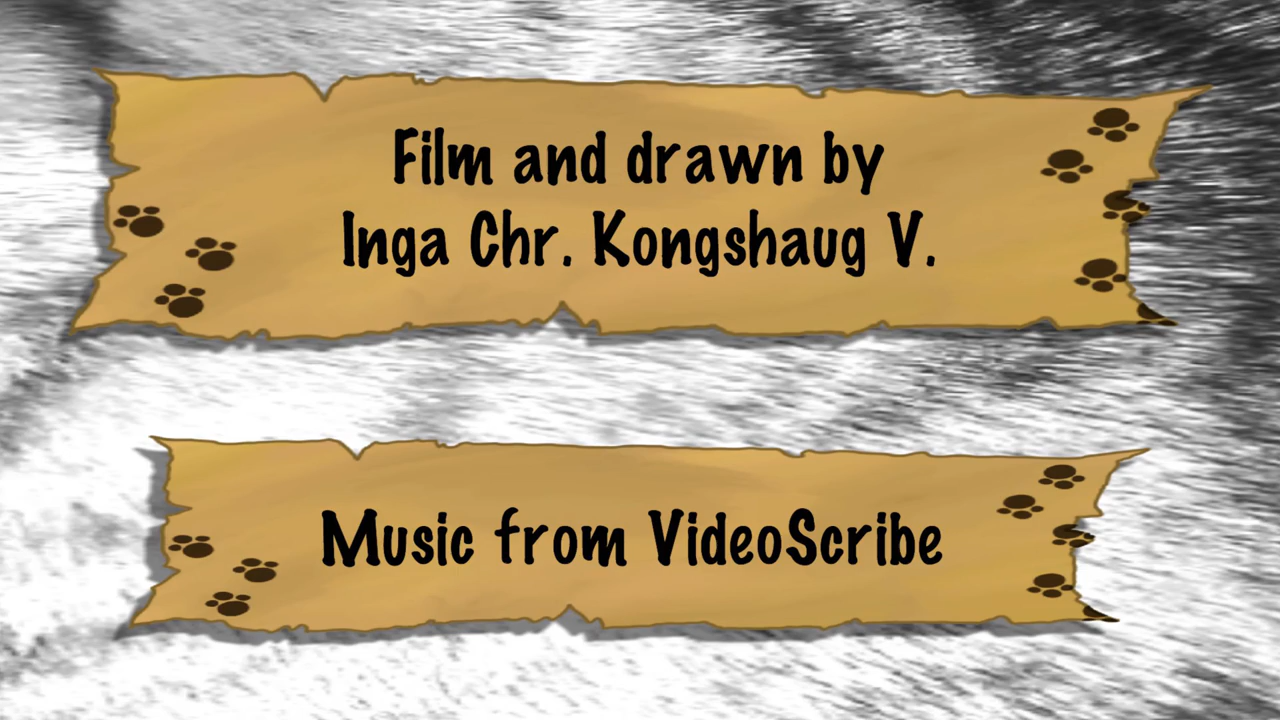 Film and drawn by
Inga Chr. Kongshaug V.
Music from VideoScribe